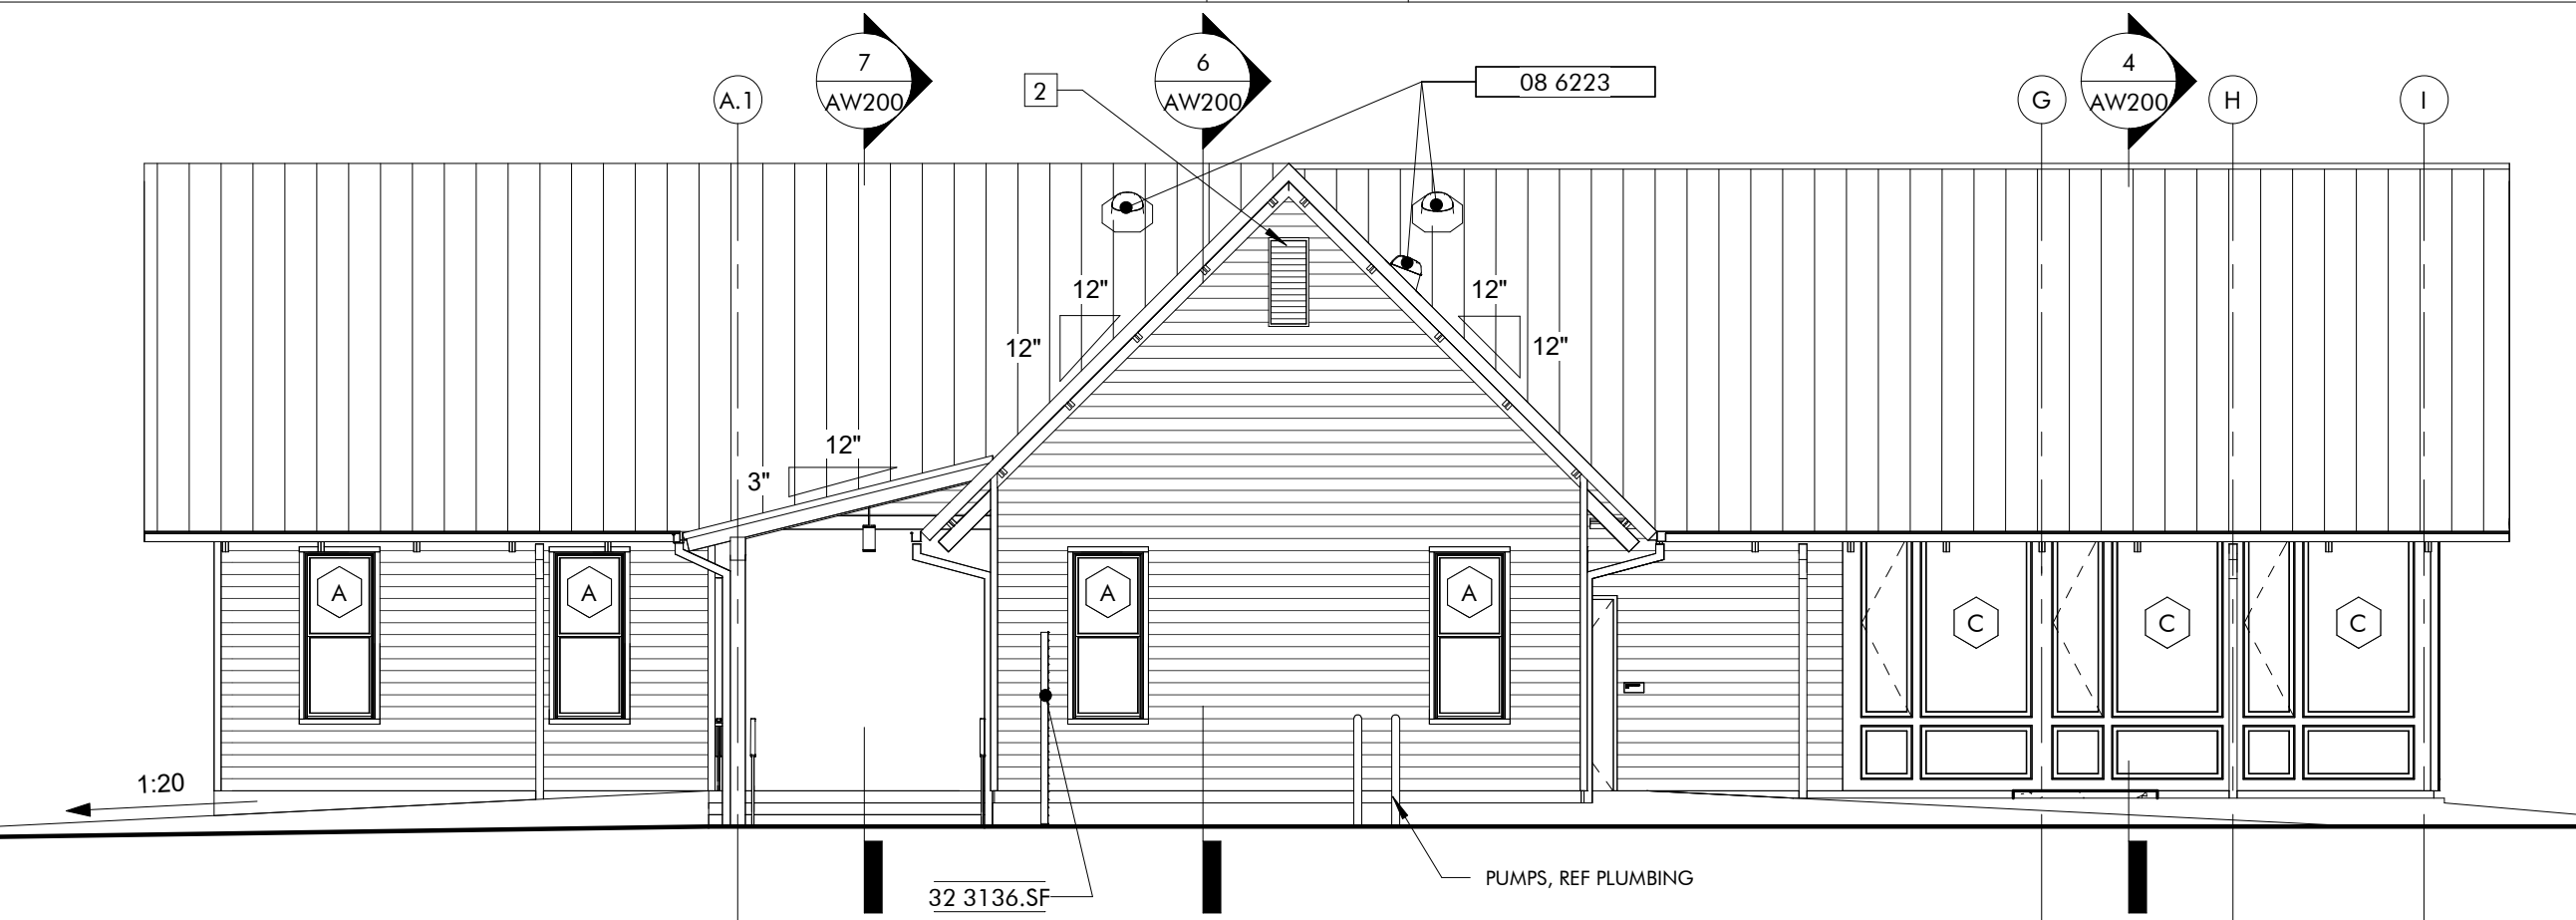 7
AW200
6
AW200
4
AW200
A.1
2
08 6223
G
H
I
12"
12"
12"
12"
12"
3"
A
A
A
A
C
C
C
1:20
32 3136.SF
PUMPS, REF PLUMBING